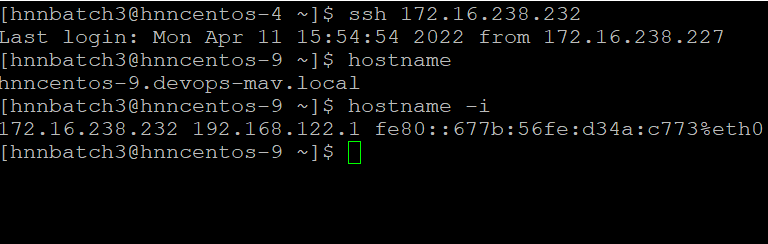 [hnnbatch3@hnncentos-4 ~]$ ssh 172.16.238.232
Last login: Mon Apr 11 15:54:54 2022 from 172.16.238.227
[hnnbatch3@hnncentos-9 ~]$ hostname
hnncentos-9.devops-mav.local
[hnnbatch3@hnncentos-9 ~]$ hostname -i
172.16.238.232 192.168.122.1 fe80::677b:56fe:d34a:c773%eth0
[hnnbatch3@hnncentos-9 ~]$